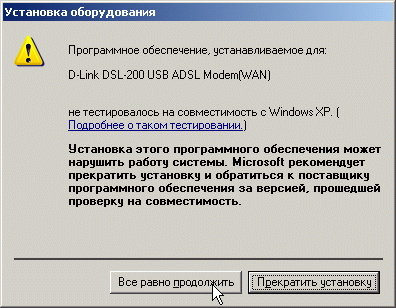 Установка оборудования
Программное обеспечение, устанавливаемое для:
D-Link DSL-200 USB ADSL Modem(WAN)
не тестировалось на совместимость с Windows XP. (
Подробнее о таком тестировании.)
Установка этого программного обеспечения может
нарушить работу системы. Microsoft рекомендует
прекратить установку и обратиться к поставщику
программного обеспечения за версией, прошедшей
проверку на совместимость.
Все равно продолжить
Прекратить установку